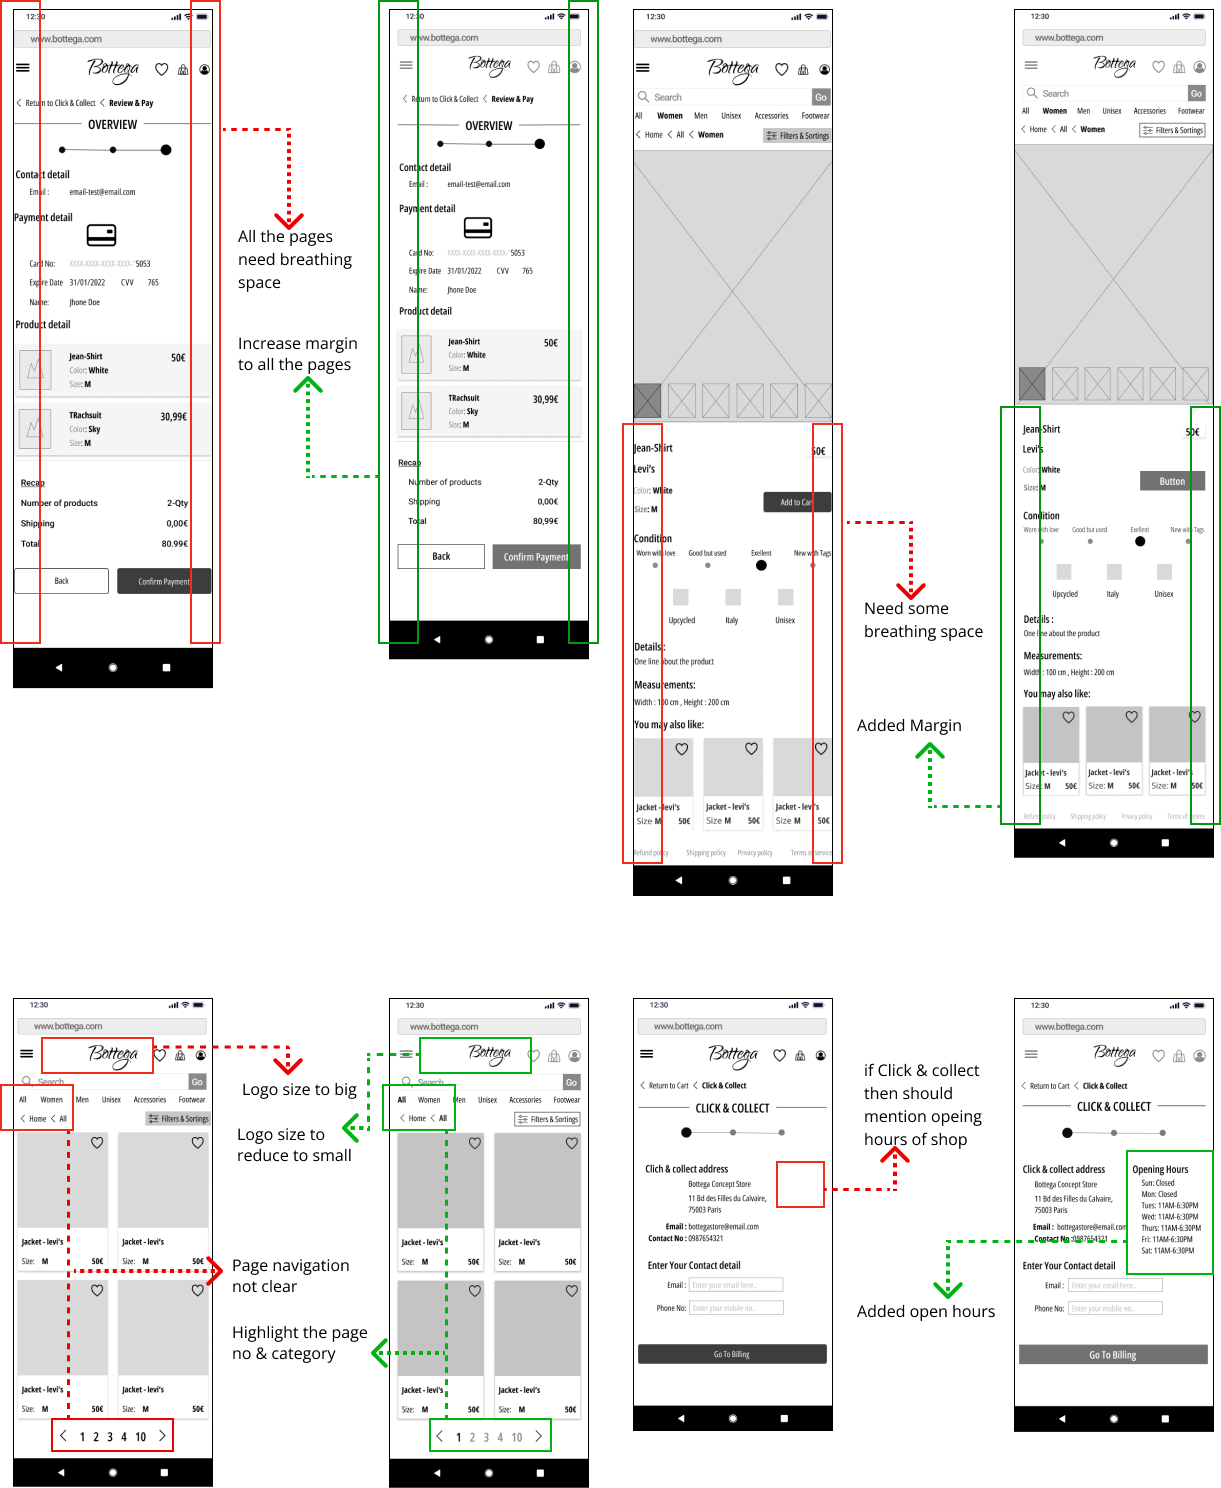 12:30
www.bottega.com
Bottega
Return to Click & Collect
Review & Pay
OVERVIEW
Contact detail
Email : email-test@email.com
Payment detail
Card No: XXXX-XXXX-XXXX-XXXX-*5053
Expire Date 31/01/2022 CVV 765
Name: Jhone Doe
Product detail
Jean-Shirt 50€
Color: White
Size: M
TRachsuit 30,99€
Color: Sky
Size: M
Recap
Number of products 2-Qty
Shipping 0,00€
Total 80.99€
Back Confirm Payment
All the pages
need breathing
space
Increase margin
to all the pages
12:30
www.bottega.com
Bottega
Return to Click & Collect
Review & Pay
OVERVIEW
Contact detail
Email : email-test@email.com
Payment detail
Card No: XXXX-XXXX-XXXX-XXXX-*5053
Expire Date 31/01/2022 CVV 765
Name: Jhone Doe
Product detail
Jean-Shirt 50€
Color: White
Size: M
TRachsuit 30,99€
Color: Sky
Size: M
Recap
Number of products 2-Qty
Shipping 0,00€
Total 80,99€
Back Confirm Payment
12:30
www.bottega.com
Bottega
Search Go
All Women Men Unisex Accessories Footwear
Home All Women Filters & Sortings
Jean-Shirt 50€
Levi's
Color: White
Size: M
Add to Cart
Condition
Worn with love Good but used Exellent New with Tags
Upcycled Italy Unisex
Details :
One line about the product
Measurements:
Width : 100 cm , Height : 200 cm
You may also like:
Jacket - levi's Jacket - levi's Jacket - levi's
Size M 50€ Size M 50€ Size M 50€
Refund policy Shipping policy Privacy policy Terms of service
Need some
breathing space
Added Margin
12:30
www.bottega.com
Bottega
Search Go
All Women Men Unisex Accessories Footwear
Home All Women Filters & Sortings
Jean-Shirt 50€
Levi's
Color: White
Size: M
Button
Condition
Worn with love Good but used Exellent New with Tags
Upcycled Italy Unisex
Details :
One line about the product
Measurements:
Width : 100 cm , Height : 200 cm
You may also like:
Jacket - levi's Jacket - levi's Jacket - levi's
Size: M 50€ Size: M 50€ Size: M 50€
Refund policy Shipping policy Privacy policy Terms of service
12:30
www.bottega.com
Bottega
Search Go
All Women Men Unisex Accessories Footwear
Home All Filters & Sortings
Jacket - levi's Jacket - levi's
Size: M 50€ Size: M 50€
Jacket - levi's Jacket - levi's
Size: M 50€ Size: M 50€
1 2 3 4 10
Logo size to big
Logo size to
reduce to small
Page navigation
not clear
Highlight the page
no & category
12:30
www.bottega.com
Bottega
Search Go
All Women Men Unisex Accessories Footwear
Home All Filters & Sortings
Jacket - levi's Jacket - levi's
Size: M 50€ Size: M 50€
Jacket - levi's Jacket - levi's
Size: M 50€ Size: M 50€
1 2 3 4 10
12:30
www.bottega.com
Bottega
Return to Cart Click & Collect
CLICK & COLLECT
Clich & collect address
Bottega Concept Store
11 Bd des Filles du Calvaire,
75003 Paris
Email : bottegastore@email.com
Contact No : 0987654321
Enter Your Contact detail
Email : Enter your email here..
Phone No: Enter your mobile no..
Go To Billing
if Click & collect
then should
mention opeing
hours of shop
Added open hours
12:30
www.bottega.com
Bottega
Return to Cart Click & Collect
CLICK & COLLECT
Click & collect address
Bottega Concept Store
11 Bd des Filles du Calvaire,
75003 Paris
Email : bottegastore@email.com
Contact No : 0987654321
Opening Hours
Sun: Closed
Mon: Closed
Tues: 11AM-6:30PM
Wed: 11AM-6:30PM
Thurs: 11AM-6:30PM
Fri: 11AM-6:30PM
Sat: 11AM-6:30PM
Enter Your Contact detail
Email : Enter your email here..
Phone No: Enter your mobile no..
Go To Billing